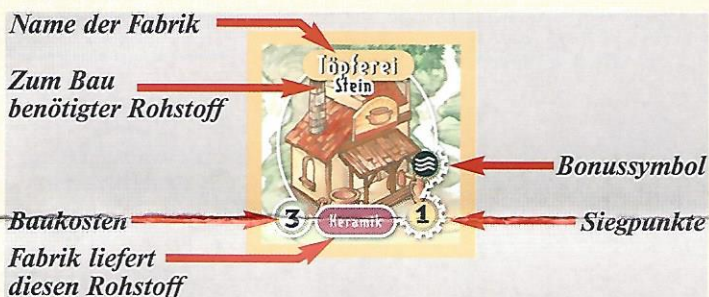 Name der Fabrik
Töpferei
Stein
Zum Bau
benötigter Rohstoff
Bonussymbol
Baukosten
3
Keramik
1
Siegpunkte
Fabrik liefert
diesen Rohstoff